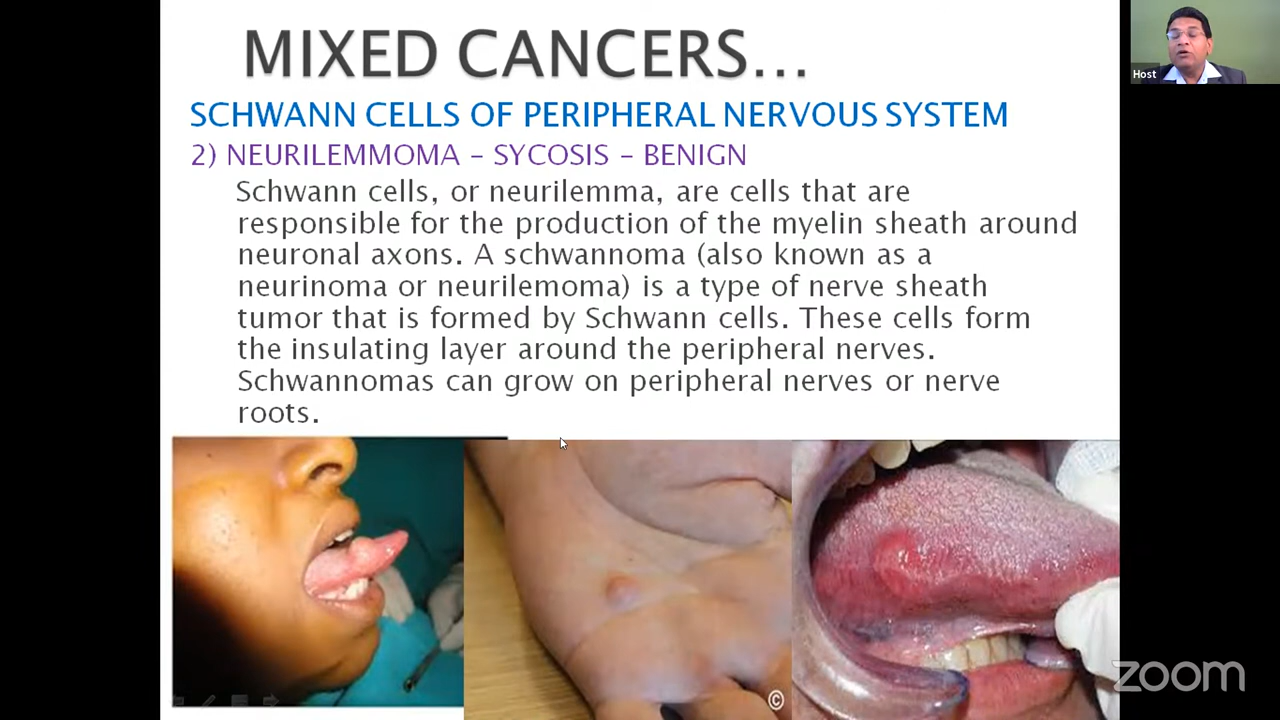 MIXED CANCERS...
Host
SCHWANN CELLS OF PERIPHERAL NERVOUS SYSTEM
2) NEURILEMMOMA – SYCOSIS – BENIGN
Schwann cells, or neurilemma, are cells that are
responsible for the production of the myelin sheath around
neuronal axons. A schwannoma (also known as a
neurinoma or neurilemoma) is a type of nerve sheath
tumor that is formed by Schwann cells. These cells form
the insulating layer around the peripheral nerves.
Schwannomas can grow on peripheral nerves or nerve
roots.
©
zoom